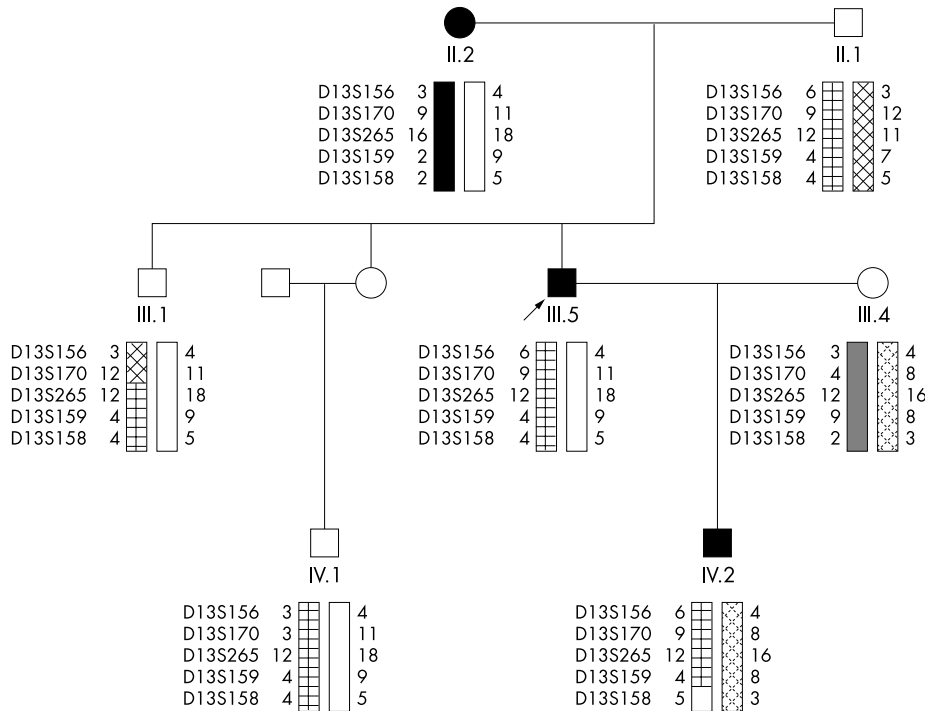 II.2
II.1
D13S156 3 4
D13S170 9 11
D13S265 16 18
D13S159 2 9
D13S158 2 5
D13S156 6 3
D13S170 9 12
D13S265 12 11
D13S159 4 7
D13S158 4 5
III.1
III.5
III.4
D13S156 3 4
D13S170 12 11
D13S265 12 18
D13S159 4 9
D13S158 4 5
D13S156 6 4
D13S170 9 11
D13S265 12 18
D13S159 4 9
D13S158 4 5
D13S156 3 4
D13S170 4 8
D13S265 12 16
D13S159 9 8
D13S158 2 3
IV.1
IV.2
D13S156 3 4
D13S170 3 11
D13S265 12 18
D13S159 4 9
D13S158 4 5
D13S156 6 4
D13S170 9 8
D13S265 12 16
D13S159 4 8
D13S158 5 3